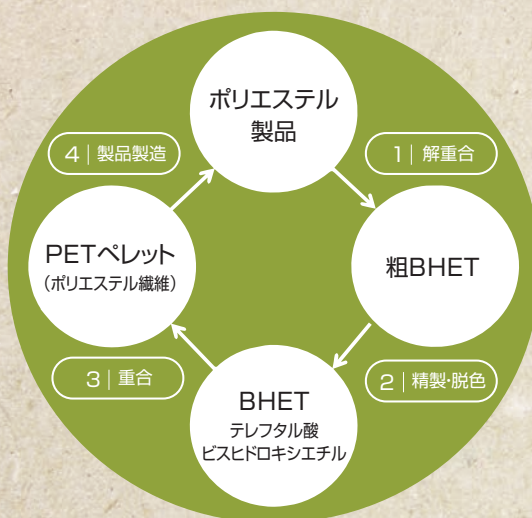 ポリエステル
製品
1｜解重合
粗BHET
2｜精製・脱色
BHET
テレフタル酸
ビスヒドロキシエチル
3｜重合
PETペレット
（ポリエステル繊維）
4｜製品製造